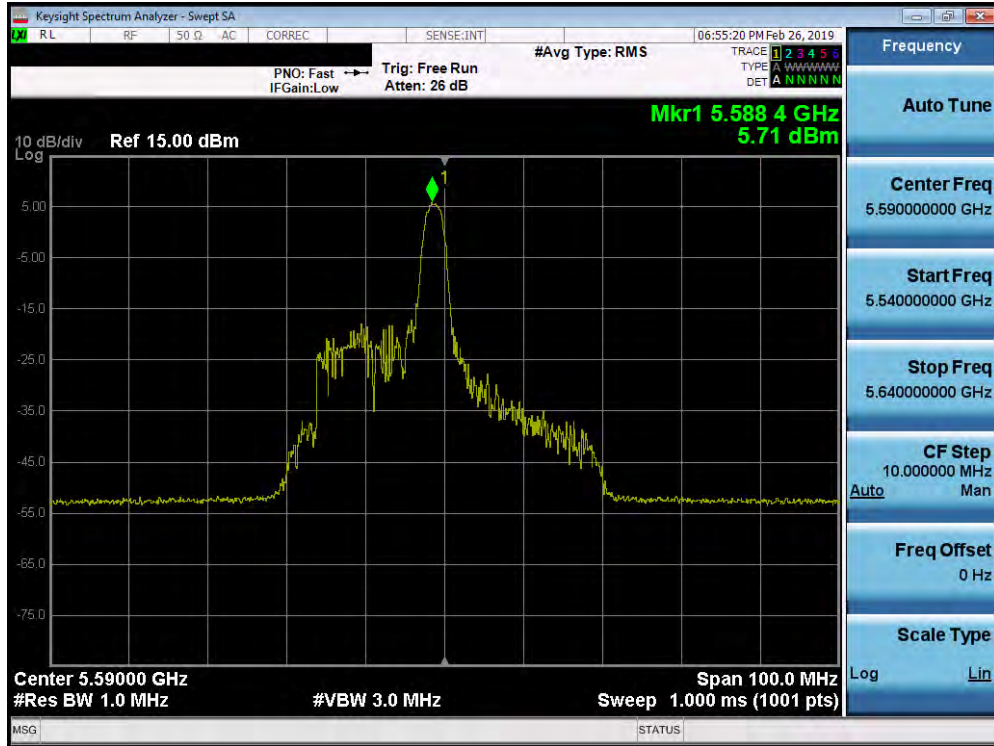 Keysight Spectrum Analyzer - Swept SA
LXI RL RF 50 Ω AC CORREC SENSE:INT 06:55:20 PM Feb 26, 2019
#Avg Type: RMS
TRACE 1 2 3 4 5 6
PNO: Fast Trig: Free Run
TYPE A WWWWW
IFGain:Low Atten: 26 dB
DET A N N N N N
Mkr1 5.588 4 GHz
5.71 dBm
10 dB/div Ref 15.00 dBm
Log
1
5.00
-5.00
-15.0
-25.0
-35.0
-45.0
-55.0
-65.0
-75.0
Center 5.59000 GHz Span 100.0 MHz
#Res BW 1.0 MHz #VBW 3.0 MHz Sweep 1.000 ms (1001 pts)
MSG STATUS
Frequency
Auto Tune
Center Freq
5.590000000 GHz
Start Freq
5.540000000 GHz
Stop Freq
5.640000000 GHz
CF Step
10.000000 MHz
Auto Man
Freq Offset
0 Hz
Scale Type
Log Lin